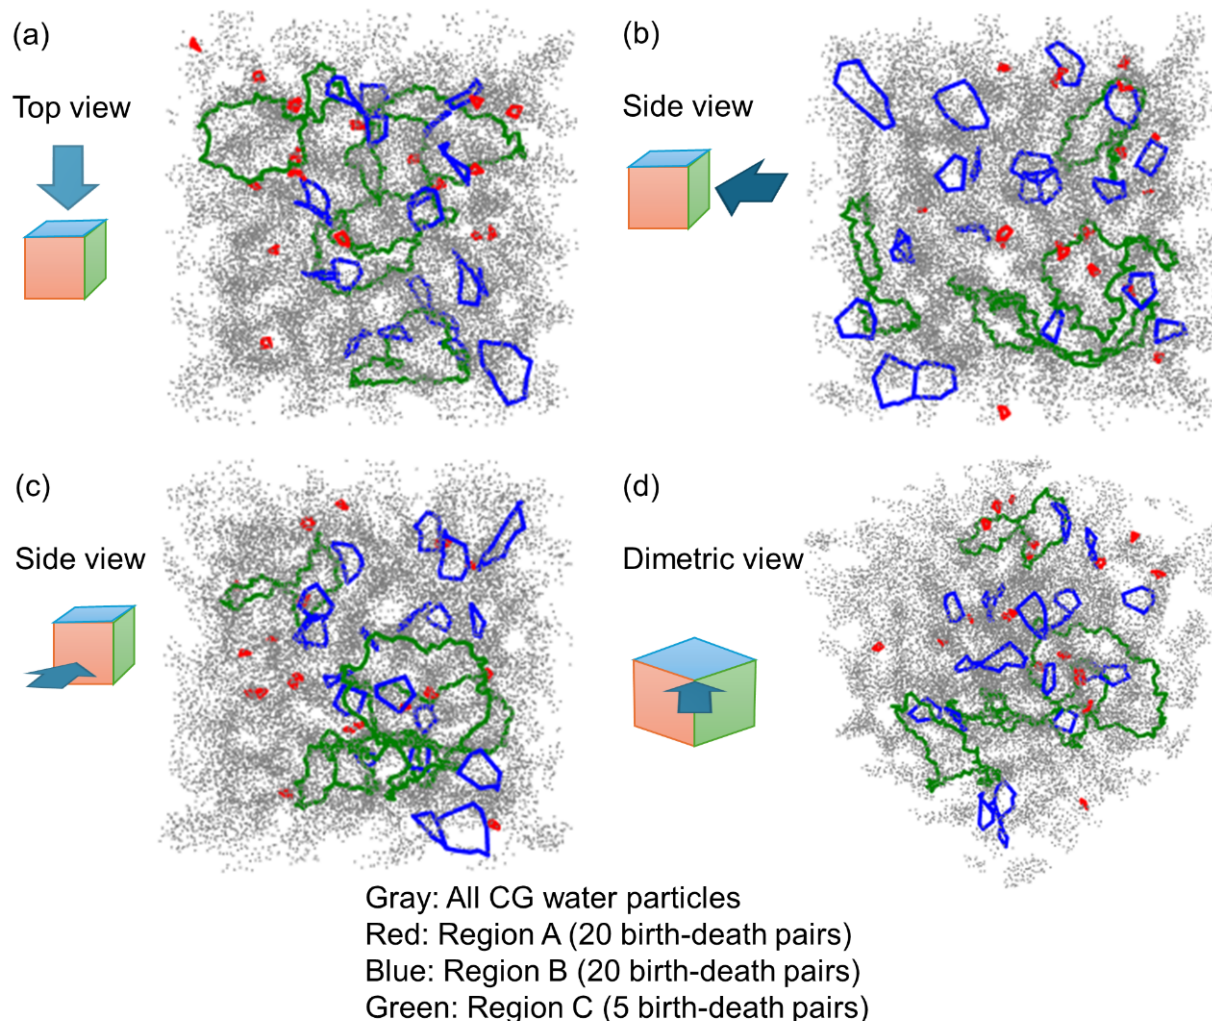 (a)
Top view
(b)
Side view
(c)
Side view
(d)
Dimetric view
Gray: All CG water particles
Red: Region A (20 birth-death pairs)
Blue: Region B (20 birth-death pairs)
Green: Region C (5 birth-death pairs)